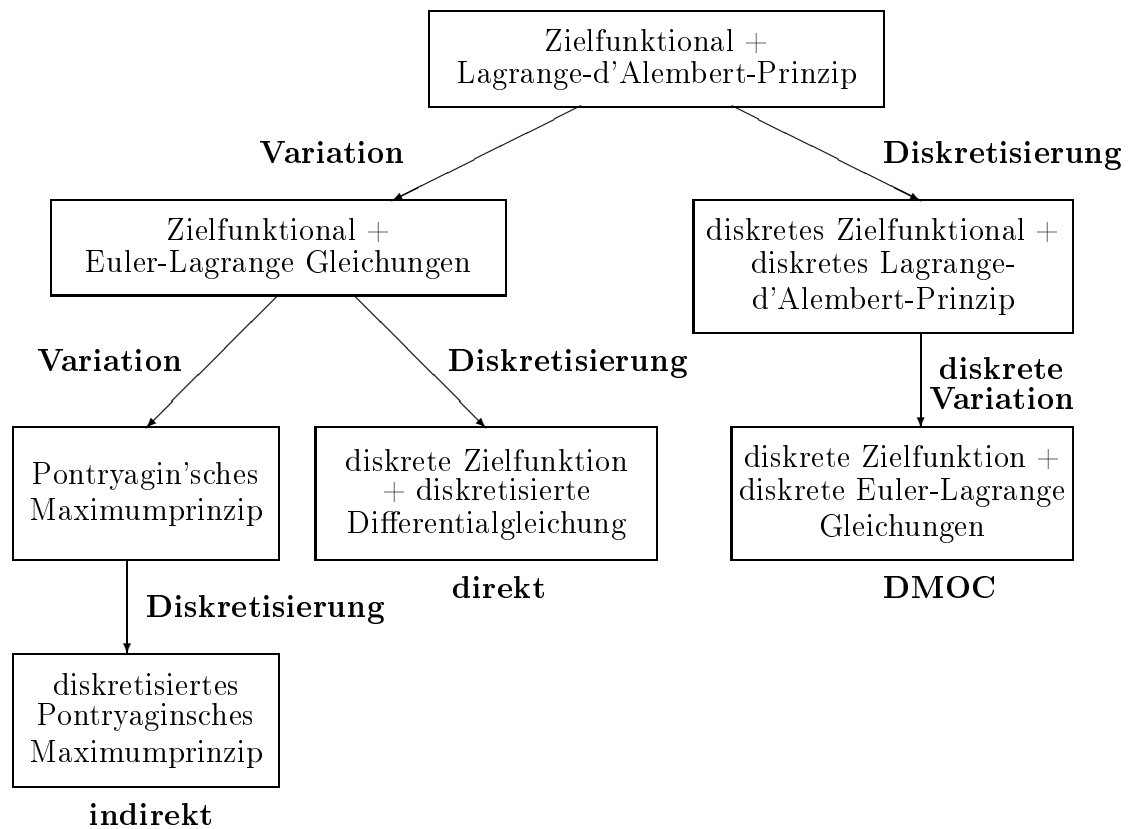 Zielfunktional +
Lagrange-d'Alembert-Prinzip
Variation
Diskretisierung
Zielfunktional +
Euler-Lagrange Gleichungen
diskretes Zielfunktional +
diskretes Lagrange-
d'Alembert-Prinzip
Variation
Diskretisierung
diskrete
Variation
Pontryagin'sches
Maximumprinzip
diskrete Zielfunktion
+ diskretisierte
Differentialgleichung
diskrete Zielfunktion +
diskrete Euler-Lagrange
Gleichungen
direkt
DMOC
Diskretisierung
diskretisiertes
Pontryaginsches
Maximumprinzip
indirekt